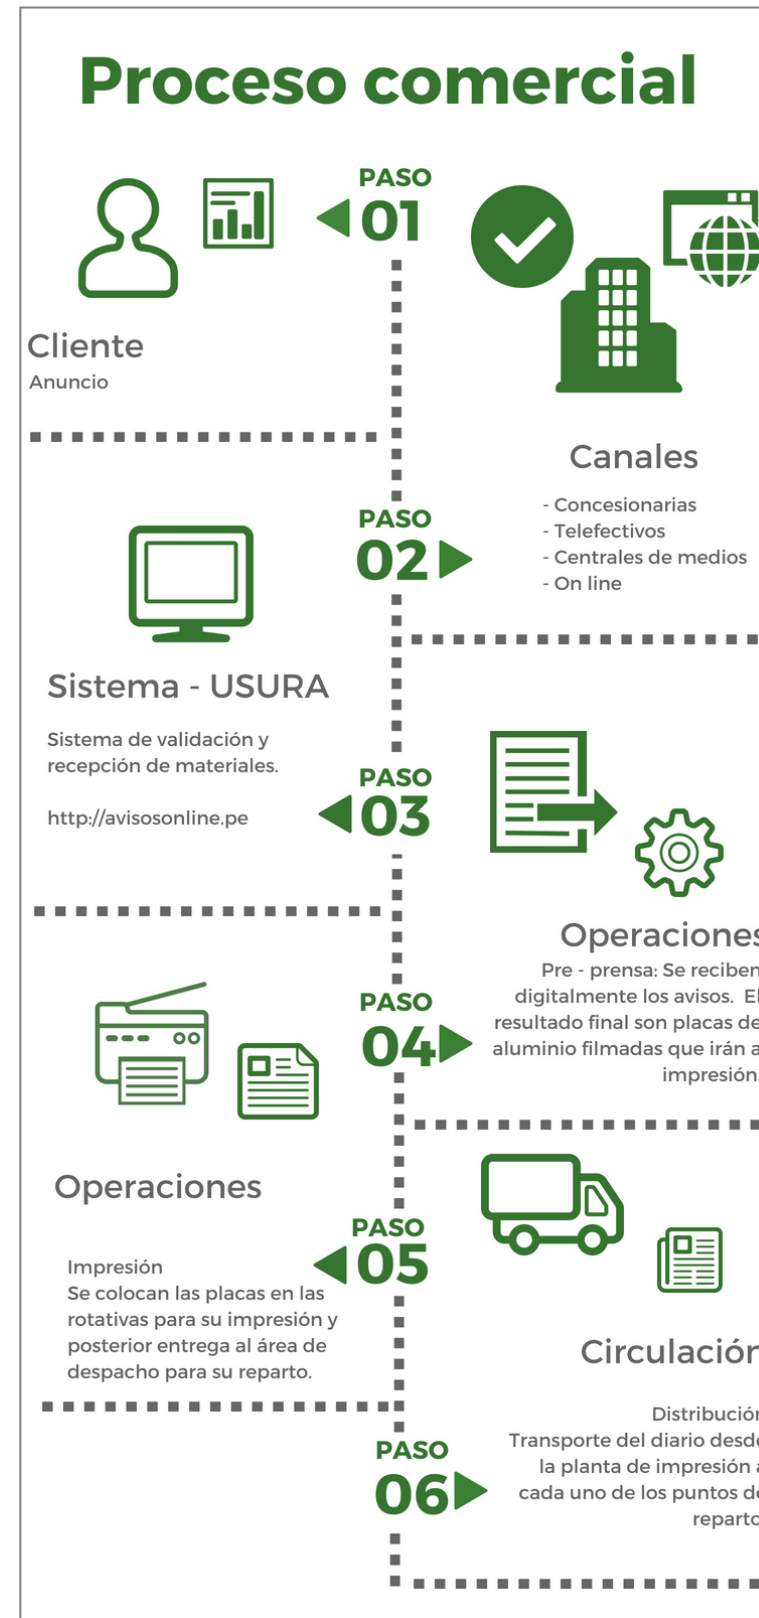 Proceso comercial
PASO
01
Cliente
Anuncio
Canales
- Concesionarias
- Telefectivos
- Centrales de medios
- On line
PASO
02
Sistema - USURA
Sistema de validación y
recepción de materiales.
http://avisosonline.pe
PASO
03
Operaciones
Pre - prensa: Se reciben
digitalmente los avisos. El
resultado final son placas de
aluminio filmadas que irán a
impresión.
PASO
04
Operaciones
Impresión
Se colocan las placas en las
rotativas para su impresión y
posterior entrega al área de
despacho para su reparto.
PASO
05
Circulación
Distribución
Transporte del diario desde
la planta de impresión a
cada uno de los puntos de
reparto
PASO
06